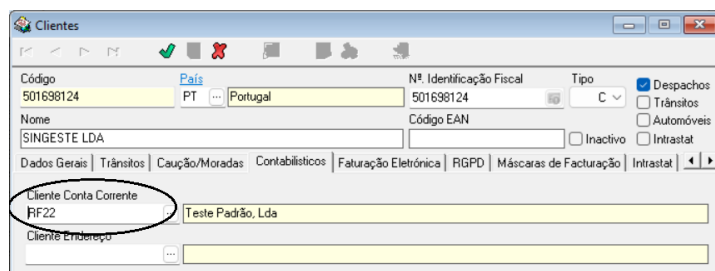 Clientes
Código País Nª. Identificação Fiscal Tipo
501698124 PT ... Portugal 501698124 C Despachos
Trânsitos
Nome Código EAN Automóveis
SINGESTE LDA Inactivo Intrastat
Dados Gerais Trânsitos Caução/Moradas Contabilisticos Faturação Eletrónica RGPD Máscaras de Facturação Intrastat
Cliente Conta Corrente
RF22 ... Teste Padrão, Lda
Cliente Endereço
...